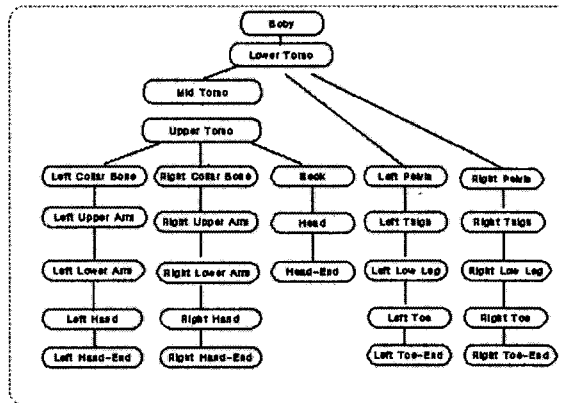 Boby
Lower Torso
Mid Torso
Upper Torso
Left Collar Bone Right Collar Bone Neck Left Pelvis Right Pelvis
Left Upper Arm Right Upper Arm Head Left Thigh Right Thigh
Left Lower Arm Right Lower Arm Head-End Left Low Leg Right Low Leg
Left Hand Right Hand Left Toe Right Toe
Left Hand-End Right Hand-End Left Toe-End Right Toe-End